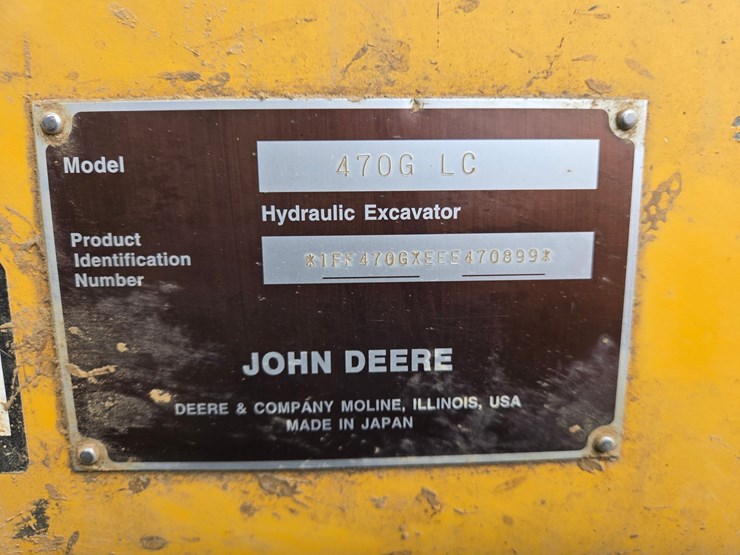 Model
470G LC
Hydraulic Excavator
Product
Identification
Number
*1FF470GXEEE470899*
JOHN DEERE
DEERE & COMPANY MOLINE, ILLINOIS, USA
MADE IN JAPAN